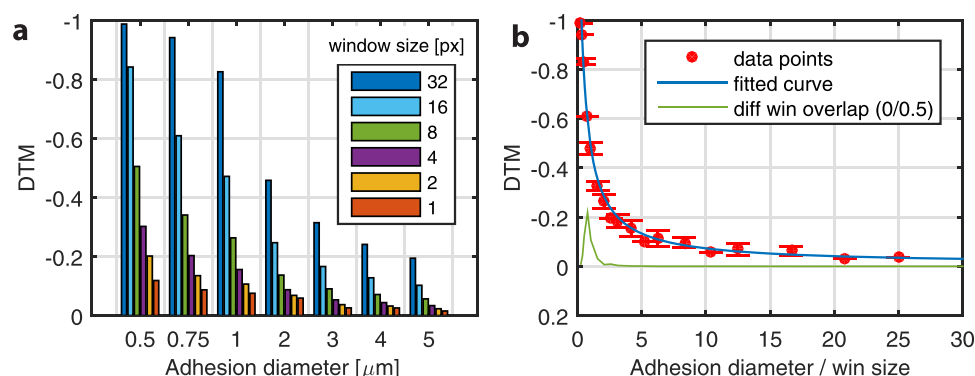 a
DTM
-1
-0.8
-0.6
-0.4
-0.2
0
0.5 0.75 1 2 3 4 5
Adhesion diameter [μm]
window size [px]
32
16
8
4
2
1
b
DTM
-1
-0.8
-0.6
-0.4
-0.2
0
0.2
0 5 10 15 20 25 30
Adhesion diameter / win size
data points
fitted curve
diff win overlap (0/0.5)